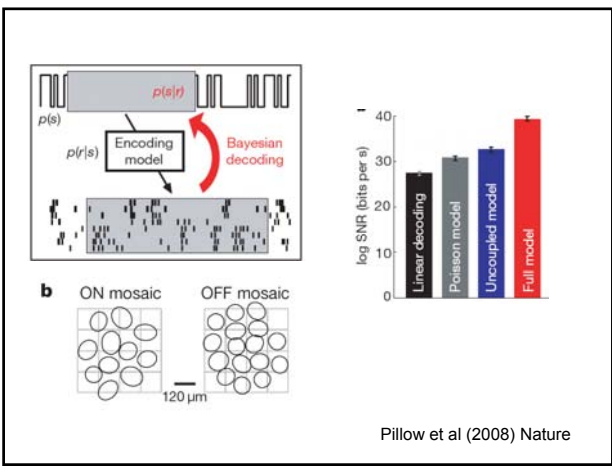 p(s|r)
p(s)
p(r|s)
Encoding
model
Bayesian
decoding
b
ON mosaic
OFF mosaic
120 µm
log SNR (bits per s)
40
30
20
10
0
Linear decoding
Poisson model
Uncoupled model
Full model
Pillow et al (2008) Nature